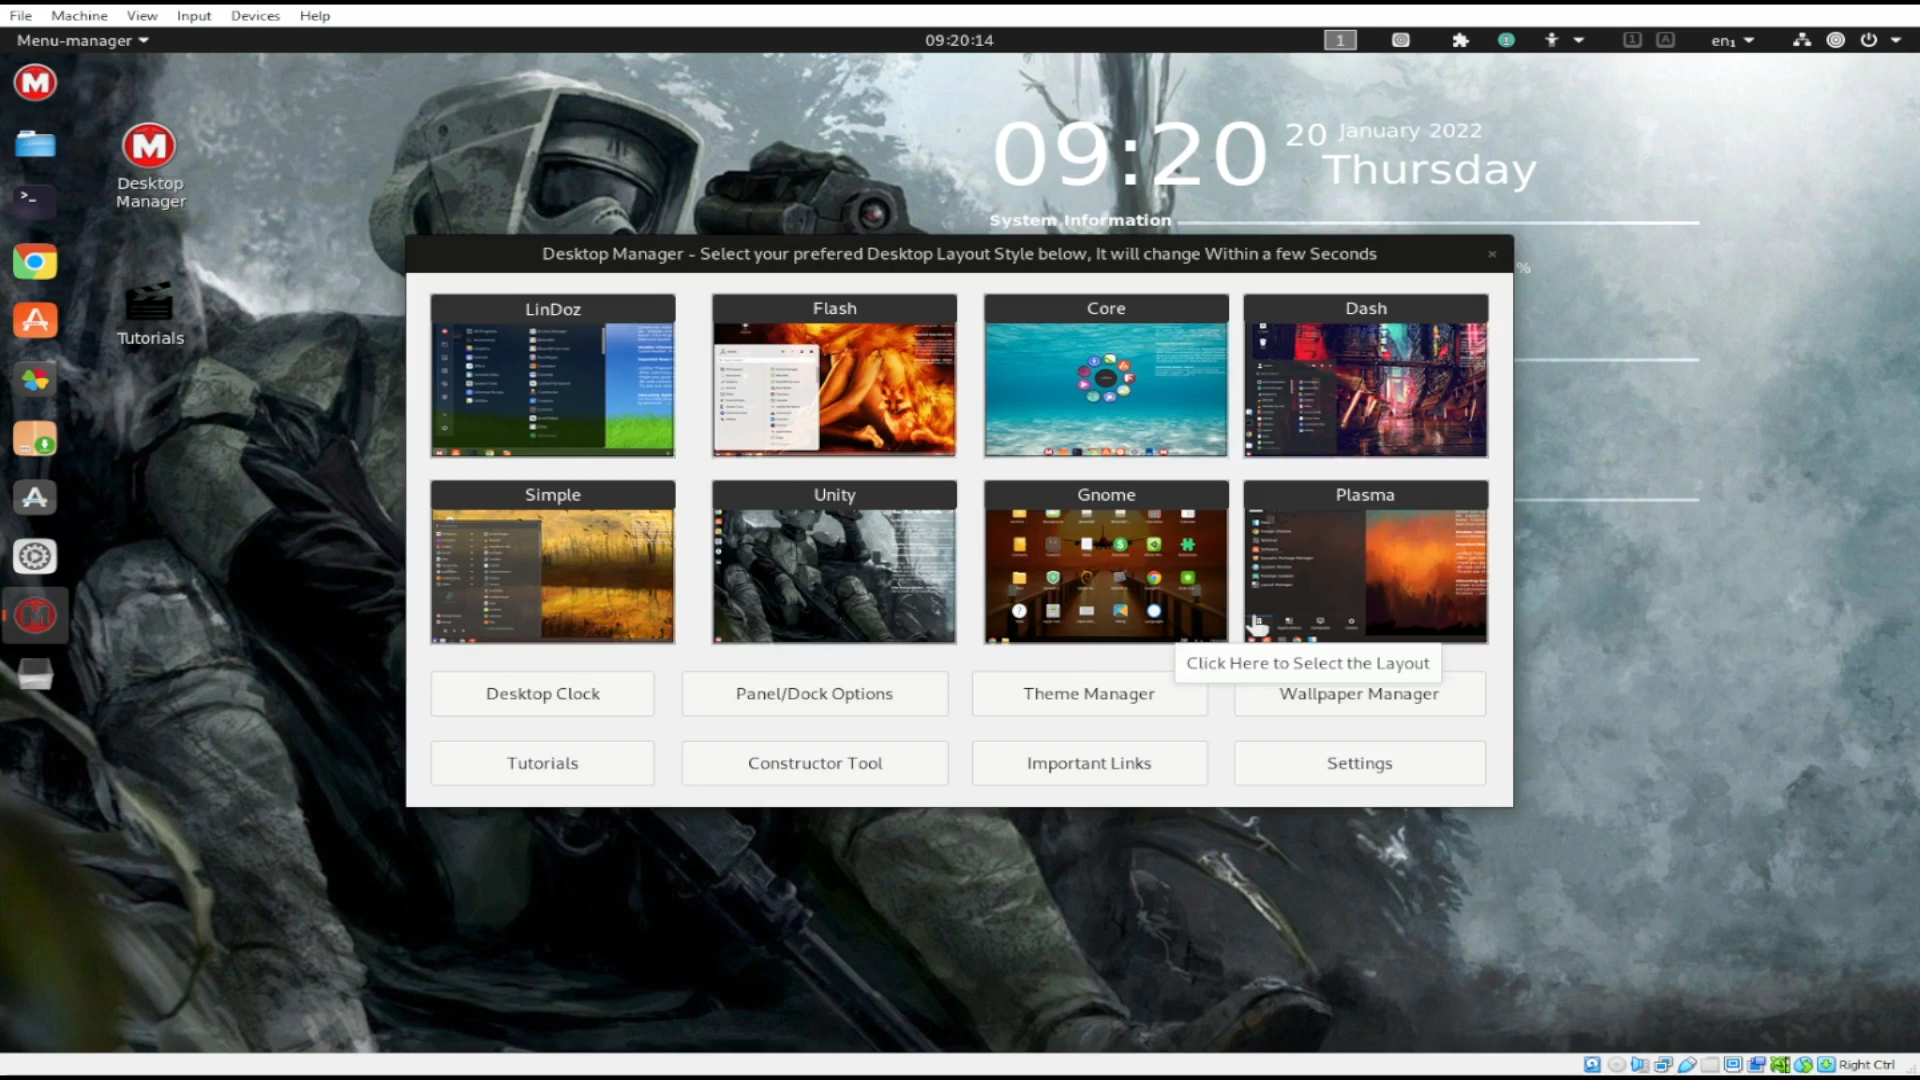 File Machine View Input Devices Help
Menu-manager 09:20:14 1 1 1 A en₁
M
M
Desktop
Manager
Tutorials
09:20 20 January 2022
Thursday
System Information
%
Desktop Manager - Select your prefered Desktop Layout Style below, It will change Within a few Seconds ×
LinDoz Flash Core Dash
Simple Unity Gnome Plasma
Click Here to Select the Layout
Desktop Clock Panel/Dock Options Theme Manager Wallpaper Manager
Tutorials Constructor Tool Important Links Settings
Right Ctrl